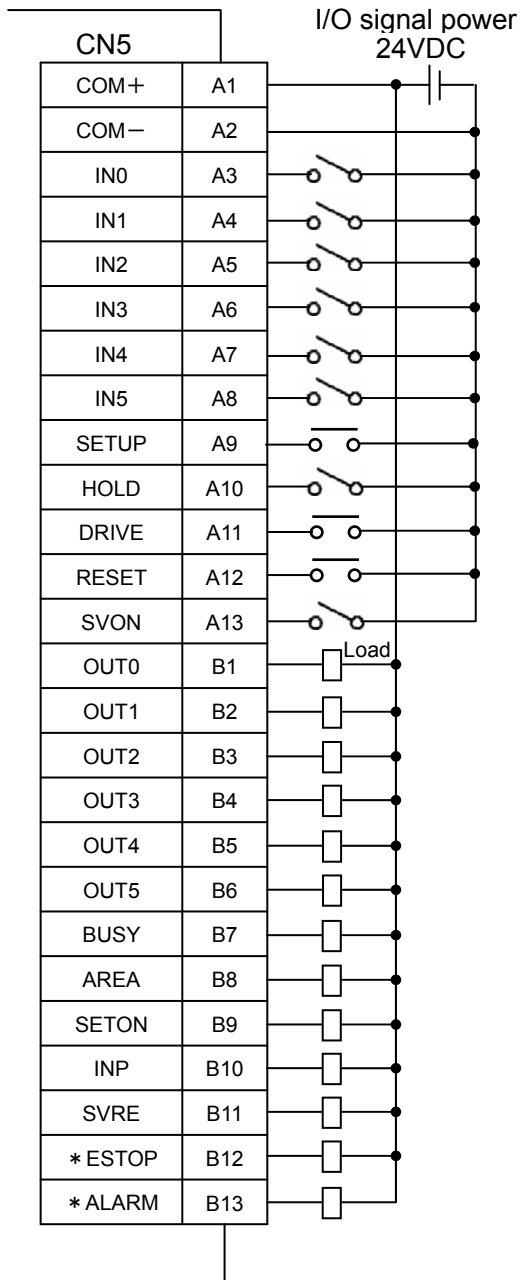 I/O signal power
24VDC
CN5
COM+ A1
COM− A2
IN0 A3
IN1 A4
IN2 A5
IN3 A6
IN4 A7
IN5 A8
SETUP A9
HOLD A10
DRIVE A11
RESET A12
SVON A13
Load
OUT0 B1
OUT1 B2
OUT2 B3
OUT3 B4
OUT4 B5
OUT5 B6
BUSY B7
AREA B8
SETON B9
INP B10
SVRE B11
*ESTOP B12
*ALARM B13